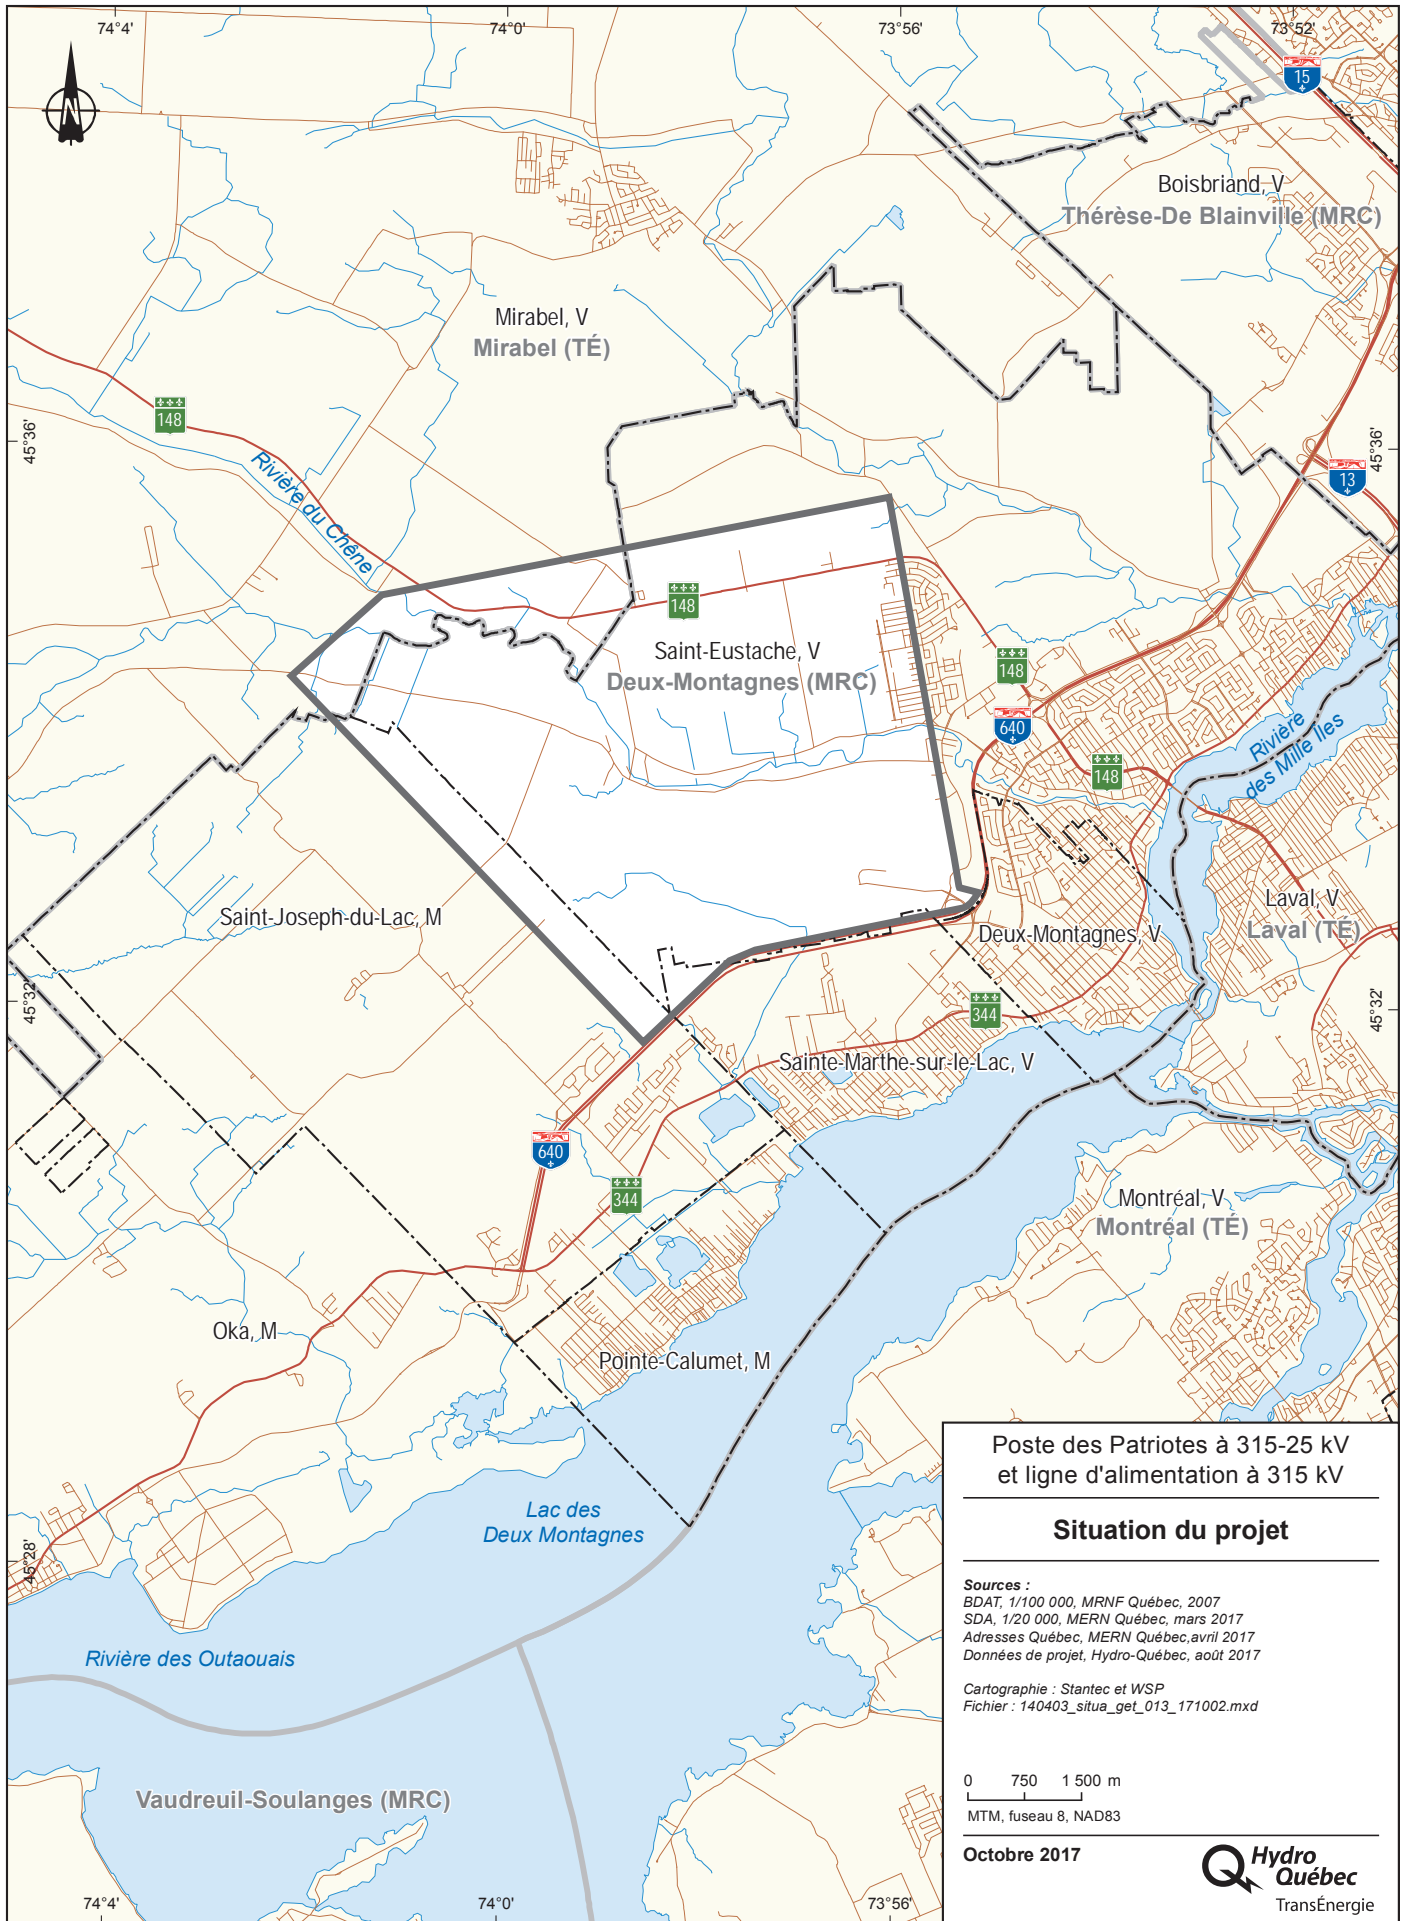 74°4'
74°0'
73°56'
73°52'
15
N
Boisbriand, V
Thérèse-De Blainville (MRC)
Mirabel, V
Mirabel (TÉ)
148
45°36'
45°36'
Rivière du Chêne
13
148
Saint-Eustache, V
Deux-Montagnes (MRC)
148
640
Rivière
des Mille Îles
148
Saint-Joseph-du-Lac, M
Laval, V
Laval (TÉ)
Deux-Montagnes, V
45°32'
45°32'
344
Sainte-Marthe-sur-le-Lac, V
640
344
Montréal, V
Montréal (TÉ)
Oka, M
Pointe-Calumet, M
Lac des
Deux Montagnes
45°28'
Rivière des Outaouais
Vaudreuil-Soulanges (MRC)
74°4'
74°0'
73°56'
Poste des Patriotes à 315-25 kV
et ligne d'alimentation à 315 kV
Situation du projet
Sources :
BDAT, 1/100 000, MRNF Québec, 2007
SDA, 1/20 000, MERN Québec, mars 2017
Adresses Québec, MERN Québec,avril 2017
Données de projet, Hydro-Québec, août 2017
Cartographie : Stantec et WSP
Fichier : 140403_situa_get_013_171002.mxd
0 750 1 500 m
MTM, fuseau 8, NAD83
Octobre 2017
Hydro
Québec
TransÉnergie